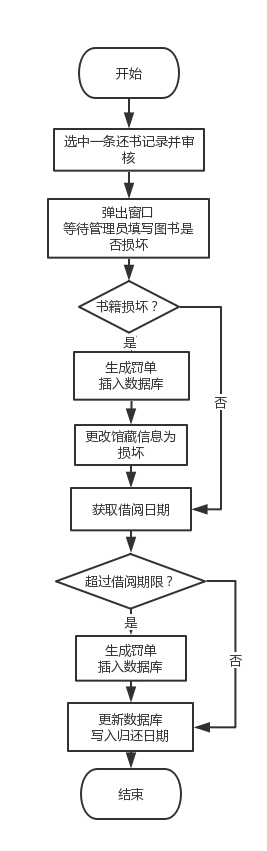 开始
选中一条还书记录并审
核
弹出窗口
等待管理员填写图书是
否损坏
书籍损坏？
是
生成罚单
插入数据库
否
更改馆藏信息为
损坏
获取借阅日期
超过借阅期限？
是
生成罚单
插入数据库
否
更新数据库
写入归还日期
结束